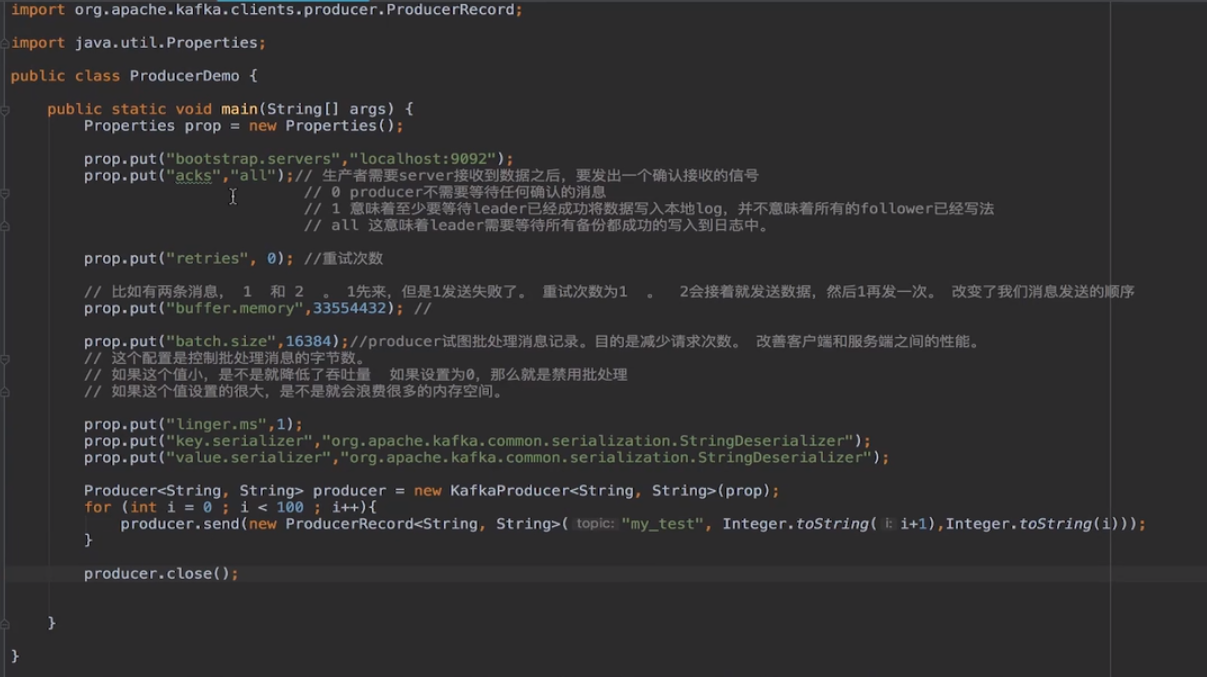 import org.apache.kafka.clients.producer.ProducerRecord;
import java.util.Properties;
public class ProducerDemo {
public static void main(String[] args) {
Properties prop = new Properties();
prop.put("bootstrap.servers","localhost:9092");
prop.put("acks","all");// 生产者需要server接收到数据之后，要发出一个确认接收的信号
// 0 producer不需要等待任何确认的消息
// 1 意味着至少要等待leader已经成功将数据写入本地log，并不意味着所有的follower已经写法
// all 这意味着leader需要等待所有备份都成功的写入到日志中。
prop.put("retries", 0); //重试次数
// 比如有两条消息， 1 和 2 。 1先来，但是1发送失败了。 重试次数为1 。 2会接着就发送数据，然后1再发一次。 改变了我们消息发送的顺序
prop.put("buffer.memory",33554432); //
prop.put("batch.size",16384);//producer试图批处理消息记录。目的是减少请求次数。 改善客户端和服务端之间的性能。
// 这个配置是控制批处理消息的字节数。
// 如果这个值小，是不是就降低了吞吐量 如果设置为0，那么就是禁用批处理
// 如果这个值设置的很大，是不是就会浪费很多的内存空间。
prop.put("linger.ms",1);
prop.put("key.serializer","org.apache.kafka.common.serialization.StringDeserializer");
prop.put("value.serializer","org.apache.kafka.common.serialization.StringDeserializer");
Producer<String, String> producer = new KafkaProducer<String, String>(prop);
for (int i = 0 ; i < 100 ; i++){
producer.send(new ProducerRecord<String, String>( topic: "my_test", Integer.toString( i: i+1),Integer.toString(i)));
}
producer.close();
}
}